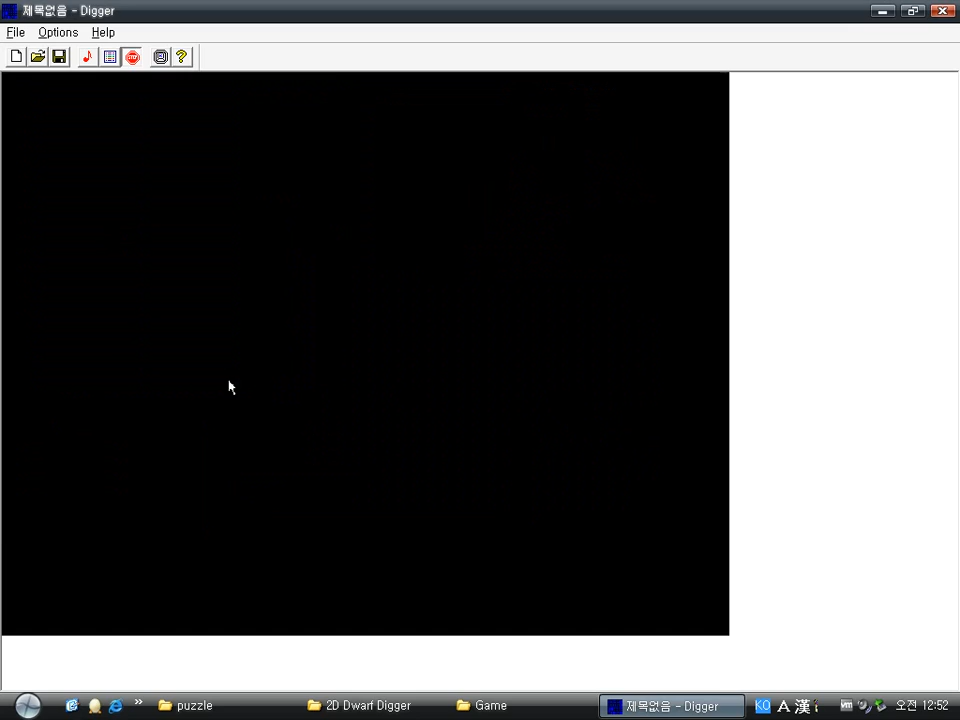 제목없음 - Digger
File Options Help
STOP
?
puzzle 2D Dwarf Digger Game 제목없음 - Digger KO A 漢 오전 12:52